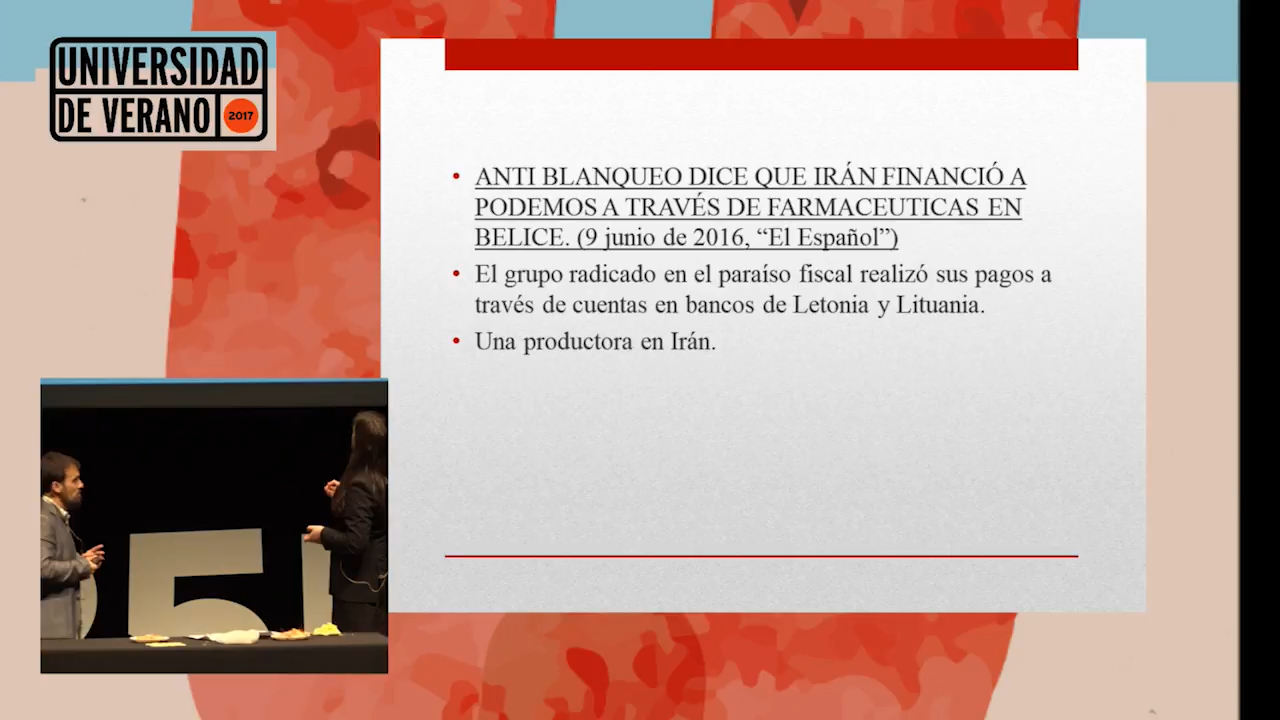 UNIVERSIDAD
DE VERANO
2017
• ANTI BLANQUEO DICE QUE IRÁN FINANCIÓ A
PODEMOS A TRAVÉS DE FARMACEUTICAS EN
BELICE. (9 junio de 2016, “El Español”)
• El grupo radicado en el paraíso fiscal realizó sus pagos a
través de cuentas en bancos de Letonia y Lituania.
• Una productora en Irán.
5